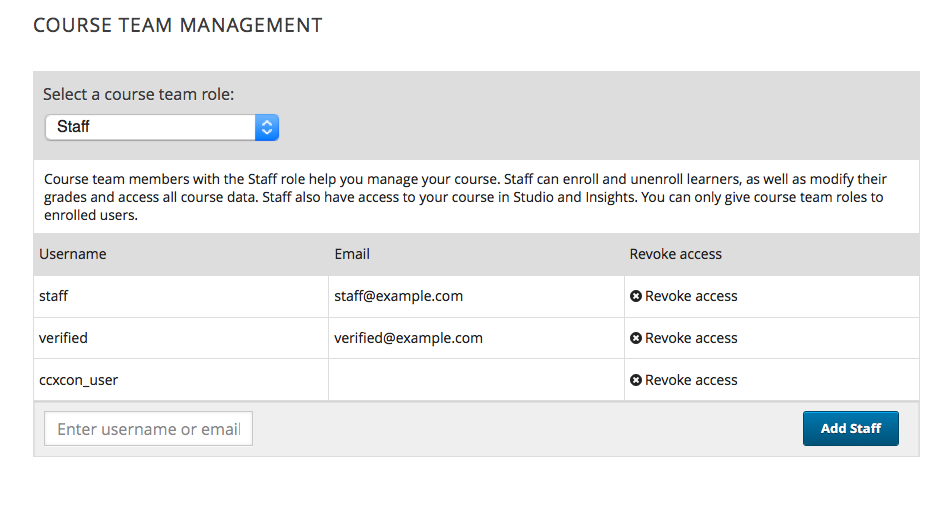 COURSE TEAM MANAGEMENT
Select a course team role:
Staff
Course team members with the Staff role help you manage your course. Staff can enroll and unenroll learners, as well as modify their
grades and access all course data. Staff also have access to your course in Studio and Insights. You can only give course team roles to
enrolled users.
Username Email Revoke access
staff staff@example.com Revoke access
verified verified@example.com Revoke access
ccxcon_user Revoke access
Enter username or email Add Staff